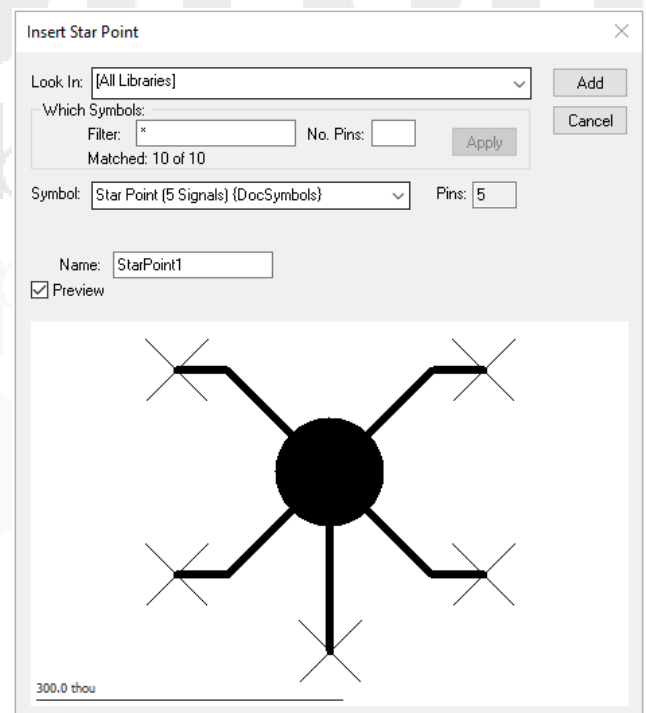 Insert Star Point
Look In: [All Libraries]
Add
Which Symbols:
Cancel
Filter: * No. Pins:
Apply
Matched: 10 of 10
Symbol: Star Point (5 Signals) {DocSymbols} Pins: 5
Name: StarPoint1
Preview
300.0 thou